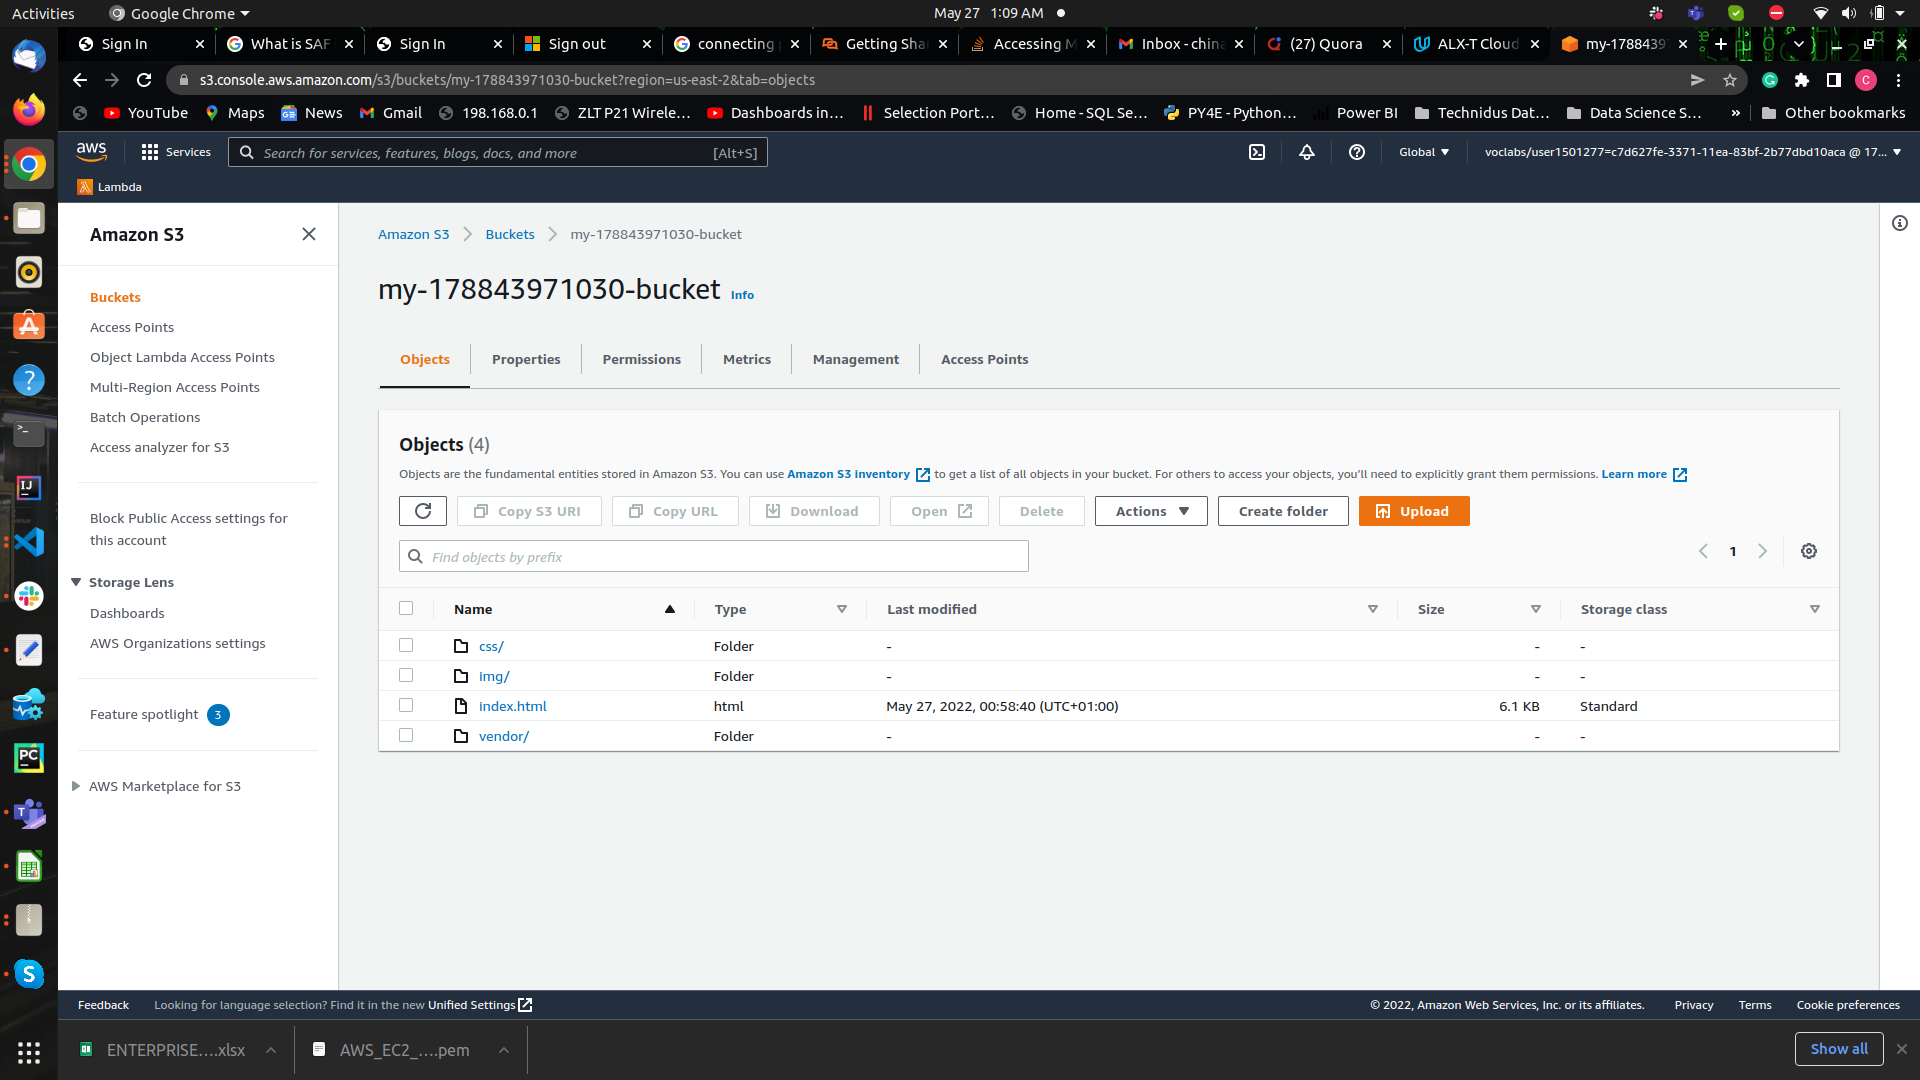 Activities Google Chrome May 27 1:09 AM
Sign In What is SAF Sign In Sign out connecting Getting Sha Accessing M Inbox - china (27) Quora ALX-T Cloud my-1788439
s3.console.aws.amazon.com/s3/buckets/my-178843971030-bucket?region=us-east-2&tab=objects
YouTube Maps News Gmail 198.168.0.1 ZLT P21 Wirele... Dashboards in... Selection Port... Home - SQL Se... PY4E - Python... Power BI Technidus Dat... Data Science S... » Other bookmarks
aws Services Search for services, features, blogs, docs, and more [Alt+S] Global voclabs/user1501277=c7d627fe-3371-11ea-83bf-2b77dbd10aca @ 17...
Lambda
Amazon S3
Buckets
Access Points
Object Lambda Access Points
Multi-Region Access Points
Batch Operations
Access analyzer for S3
Block Public Access settings for
this account
Storage Lens
Dashboards
AWS Organizations settings
Feature spotlight 3
AWS Marketplace for S3
Amazon S3 Buckets my-178843971030-bucket
my-178843971030-bucket Info
Objects Properties Permissions Metrics Management Access Points
Objects (4)
Objects are the fundamental entities stored in Amazon S3. You can use Amazon S3 inventory to get a list of all objects in your bucket. For others to access your objects, you'll need to explicitly grant them permissions. Learn more
Copy S3 URI Copy URL Download Open Delete Actions Create folder Upload
Find objects by prefix 1
Name Type Last modified Size Storage class
css/ Folder - - -
img/ Folder - - -
index.html html May 27, 2022, 00:58:40 (UTC+01:00) 6.1 KB Standard
vendor/ Folder - - -
Feedback Looking for language selection? Find it in the new Unified Settings © 2022, Amazon Web Services, Inc. or its affiliates. Privacy Terms Cookie preferences
ENTERPRISE....xlsx AWS_EC2_....pem Show all